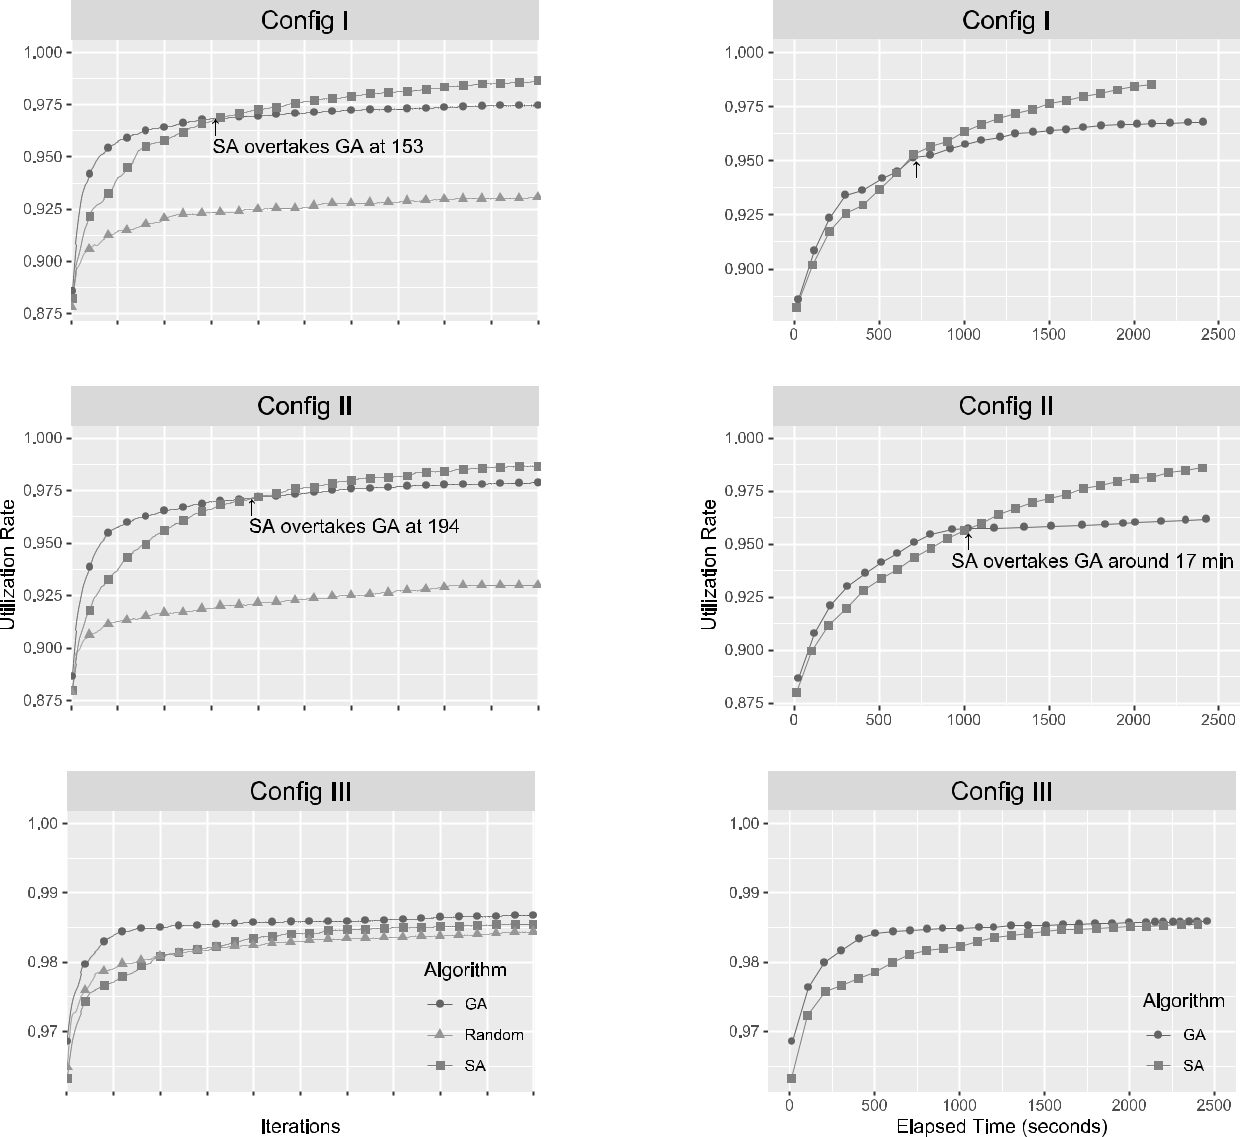 Config I
1.000
0.975
0.950
0.925
0.900
0.875
SA overtakes GA at 153
Config I
1.000
0.975
0.950
0.925
0.900
0 500 1000 1500 2000 2500
Config II
1.000
0.975
0.950
0.925
0.900
0.875
Utilization Rate
SA overtakes GA at 194
Config II
1.000
0.975
0.950
0.925
0.900
0.875
Utilization Rate
SA overtakes GA around 17 min
0 500 1000 1500 2000 2500
Config III
1.00
0.99
0.98
0.97
Algorithm
GA
Random
SA
Iterations
Config III
1.00
0.99
0.98
0.97
Algorithm
GA
SA
0 500 1000 1500 2000 2500
Elapsed Time (seconds)